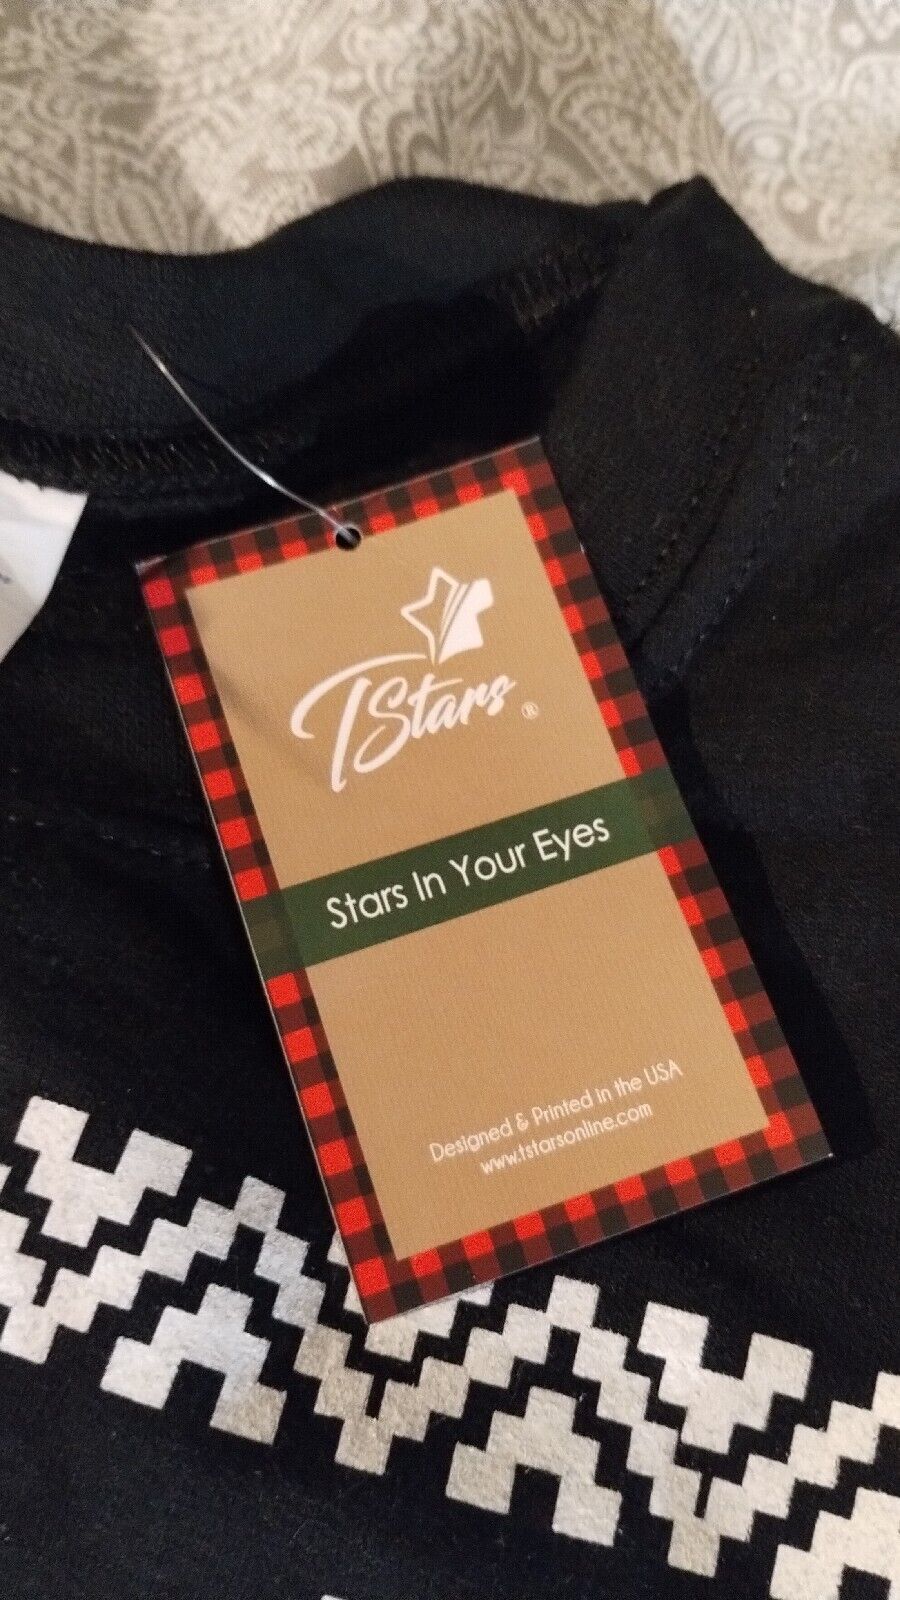 TStars ®
Stars In Your Eyes
Designed & Printed in the USA
www.tstarsonline.com